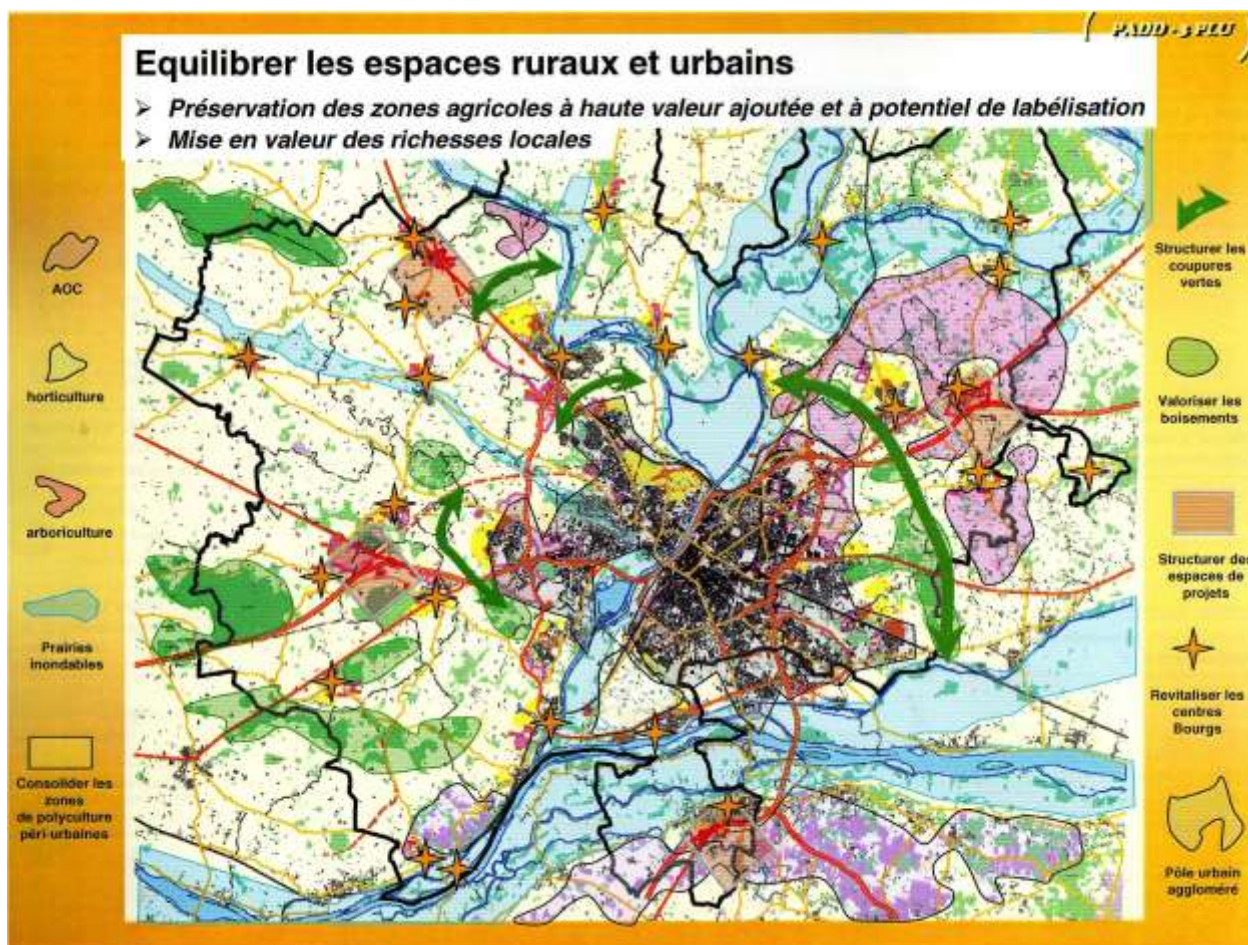 PADD - 3 PLU
Equilibrer les espaces ruraux et urbains
➢ Préservation des zones agricoles à haute valeur ajoutée et à potentiel de labélisation
➢ Mise en valeur des richesses locales
AOC
horticulture
arboriculture
Prairies
inondables
Consolider les
zones
de polyculture
péri-urbaines
Structurer les
coupures
vertes
Valoriser les
boisements
Structurer des
espaces de
projets
Revitaliser les
centres
Bourgs
Pôle urbain
aggloméré